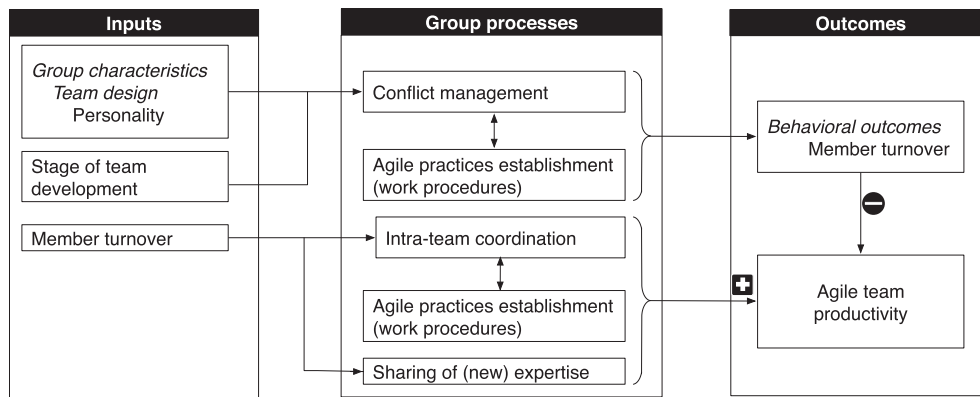 Inputs
Group characteristics
Team design
Personality
Stage of team
development
Member turnover
Group processes
Conflict management
Agile practices establishment
(work procedures)
Intra-team coordination
Agile practices establishment
(work procedures)
Sharing of (new) expertise
Outcomes
Behavioral outcomes
Member turnover
−
+
Agile team
productivity